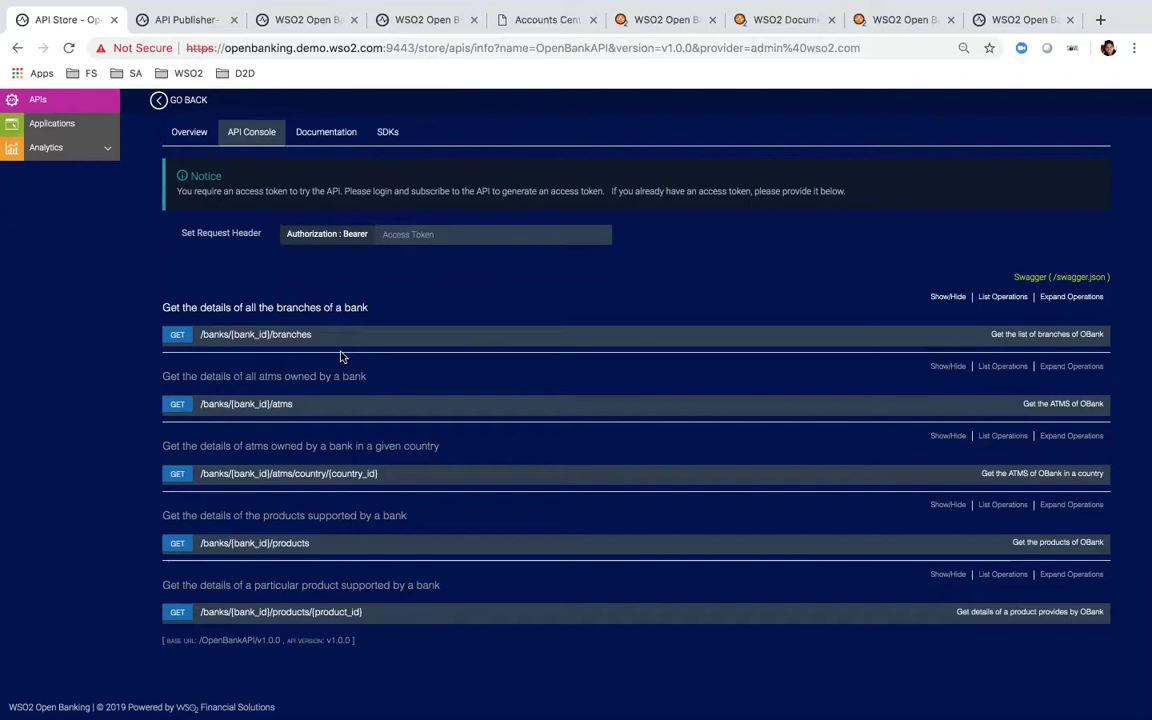 API Store - Op
API Publisher-
WSO2 Open Ba
WSO2 Open B
Accounts Cent
WSO2 Open B
WSO2 Docum
WSO2 Open B
WSO2 Open B
Not Secure
https://openbanking.demo.wso2.com:9443/store/apis/info?name=OpenBankAPI&version=v1.0.0&provider=admin%40wso2.com
Apps FS SA WSO2 D2D
APIs
Applications
Analytics
GO BACK
Overview API Console Documentation SDKs
Notice
You require an access token to try the API. Please login and subscribe to the API to generate an access token. If you already have an access token, please provide it below.
Set Request Header Authorization : Bearer Access Token
Swagger ( /swagger.json )
Get the details of all the branches of a bank Show/Hide List Operations Expand Operations
GET /banks/{bank_id}/branches Get the list of branches of OBank
Get the details of all atms owned by a bank Show/Hide List Operations Expand Operations
GET /banks/{bank_id}/atms Get the ATMS of OBank
Get the details of atms owned by a bank in a given country Show/Hide List Operations Expand Operations
GET /banks/{bank_id}/atms/country/{country_id} Get the ATMS of OBank in a country
Get the details of the products supported by a bank Show/Hide List Operations Expand Operations
GET /banks/{bank_id}/products Get the products of OBank
Get the details of a particular product supported by a bank Show/Hide List Operations Expand Operations
GET /banks/{bank_id}/products/{product_id} Get details of a product provides by OBank
[ BASE URL: /OpenBankAPI/v1.0.0 , API VERSION: v1.0.0 ]
WSO2 Open Banking | © 2019 Powered by WSO2 Financial Solutions